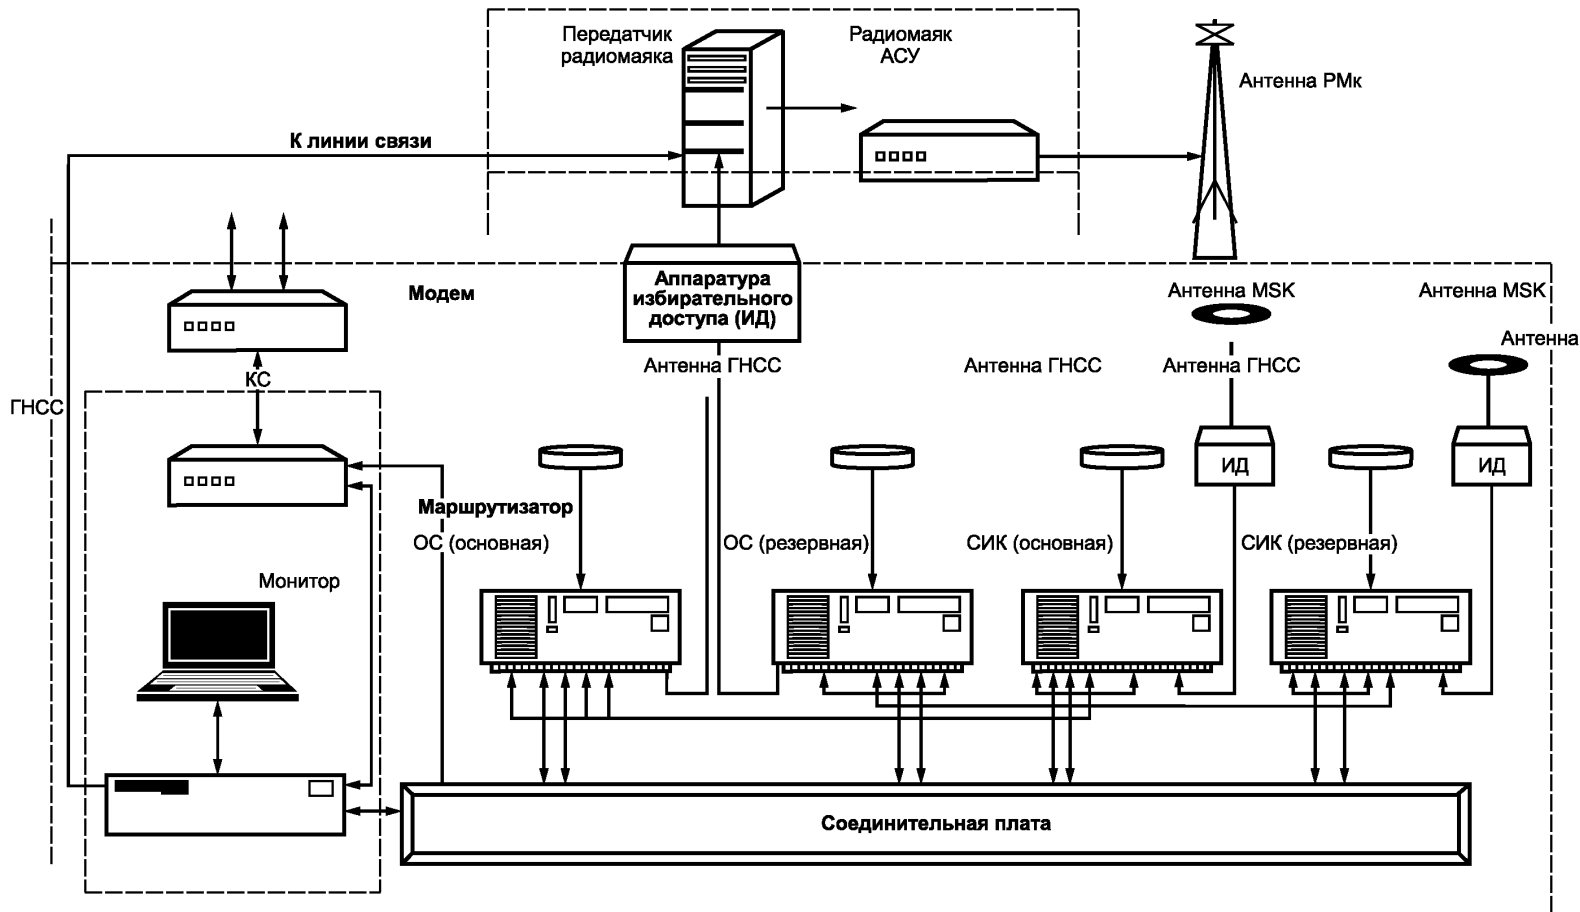 Передатчик
радиомаяка
Радиомаяк
АСУ
Антенна РМк
К линии связи
Модем
Аппаратура
избирательного
доступа (ИД)
Антенна MSK
Антенна MSK
Антенна
Антенна ГНСС
Антенна ГНСС
Антенна ГНСС
КС
ГНСС
ИД
ИД
Маршрутизатор
ОС (основная)
ОС (резервная)
СИК (основная)
СИК (резервная)
Монитор
Соединительная плата